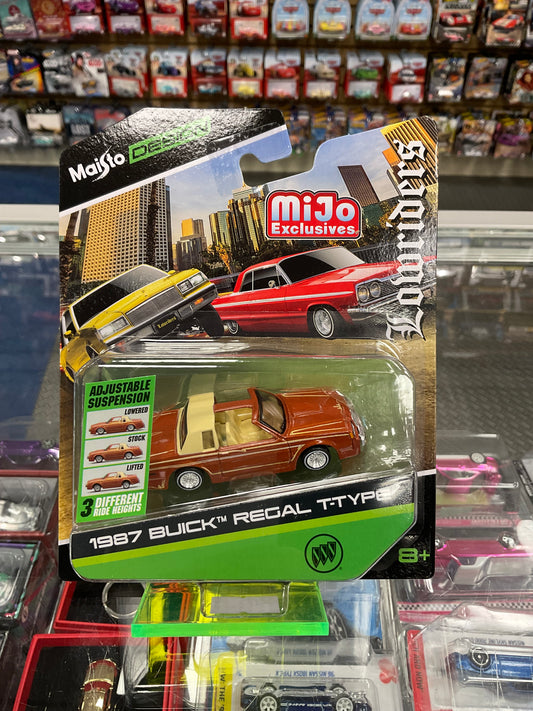 Maisto DESIGN
MiJo
Exclusives
Lowriders
ADJUSTABLE
SUSPENSION
LOWERED
STOCK
LIFTED
3 DIFFERENT
RIDE HEIGHTS
1987 BUICK™ REGAL T-TYPE
8+